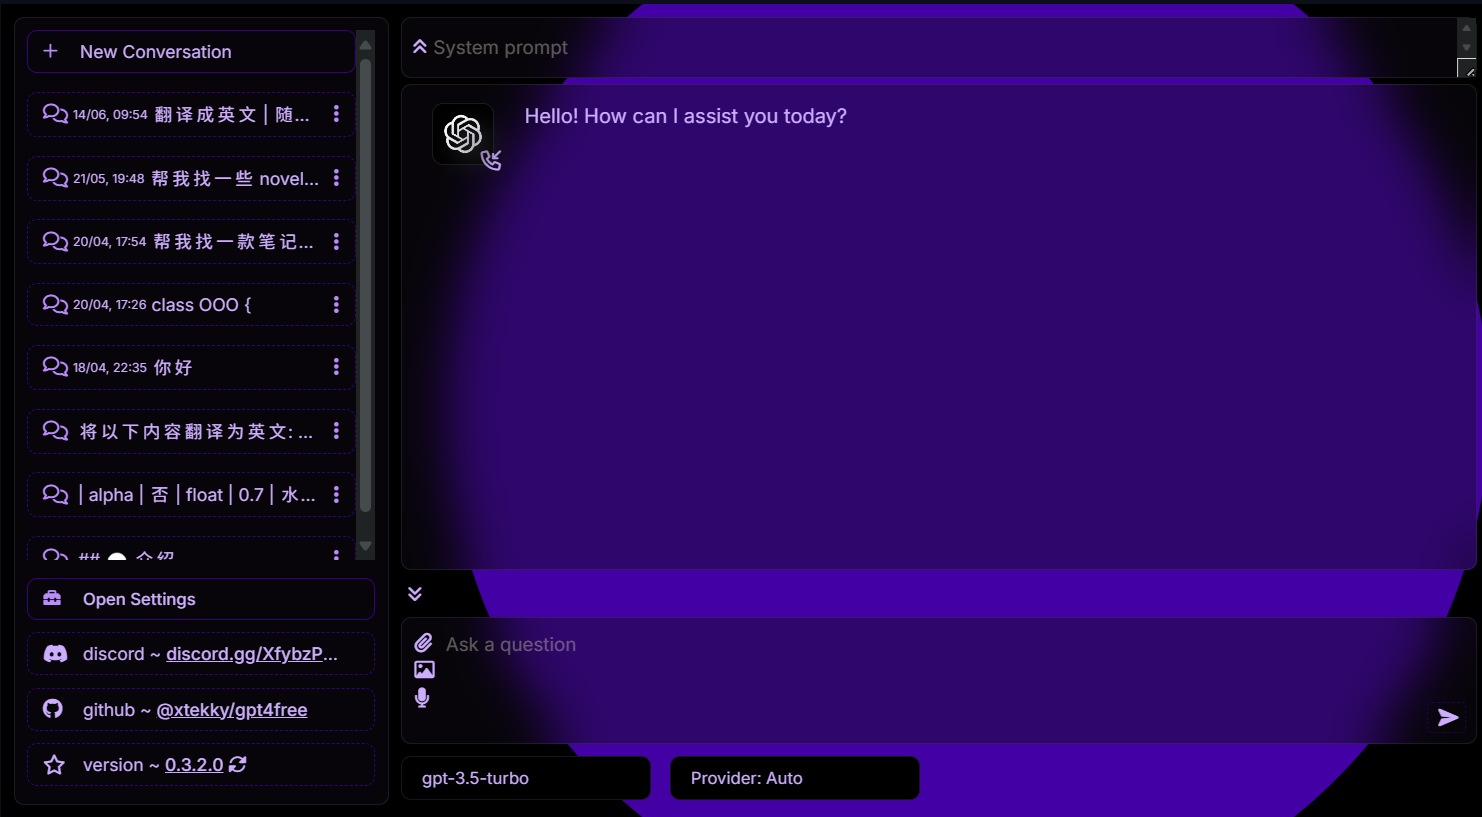 New Conversation
14/06, 09:54 翻译成英文 | 随...
21/05, 19:48 帮我找一些 novel...
20/04, 17:54 帮我找一款笔记...
20/04, 17:26 class OOO {
18/04, 22:35 你好
将以下内容翻译为英文: ...
| alpha | 否 | float | 0.7 | 水...
## 介绍
Open Settings
discord ~ discord.gg/XfybzP...
github ~ @xtekky/gpt4free
version ~ 0.3.2.0
System prompt
Hello! How can I assist you today?
Ask a question
gpt-3.5-turbo
Provider: Auto